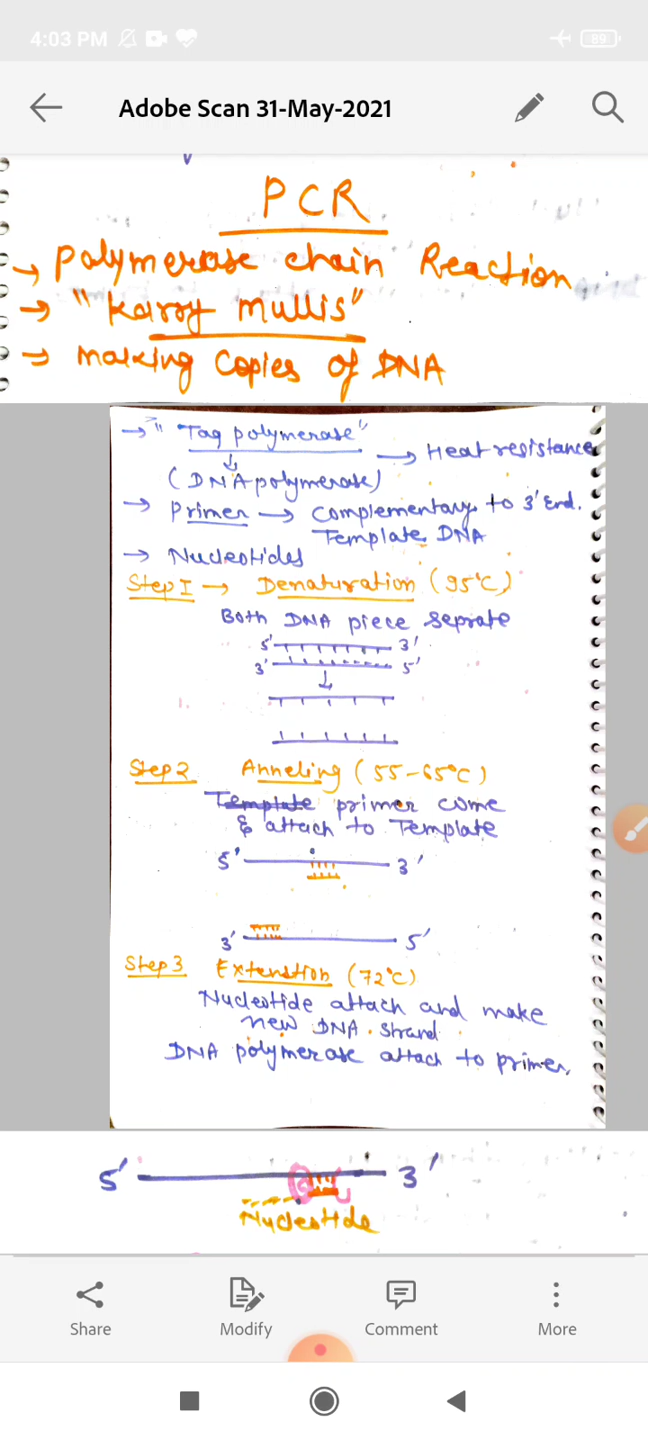 4:03 PM 89
Adobe Scan 31-May-2021
PCR
→ Polymerase chain Reaction
→ "Karry mullis"
→ making copies of DNA
→ "Taq polymerase" → Heat resistance
(DNA polymerase)
→ Primer → Complementary to 3' End.
Template DNA
→ Nucleotides
Step I → Denaturation (95°C)
Both DNA piece seprate
5' 3'
3' 5'
Step 2 Anneling (55-65°C)
Template primer come
& attach to Template
5' 3'
3' 5'
Step 3 Extenstion (72°C)
Nucleotide attach and make
new DNA strand
DNA polymerase attach to primer,
5' 3'
Nucleotide
Share Modify Comment More